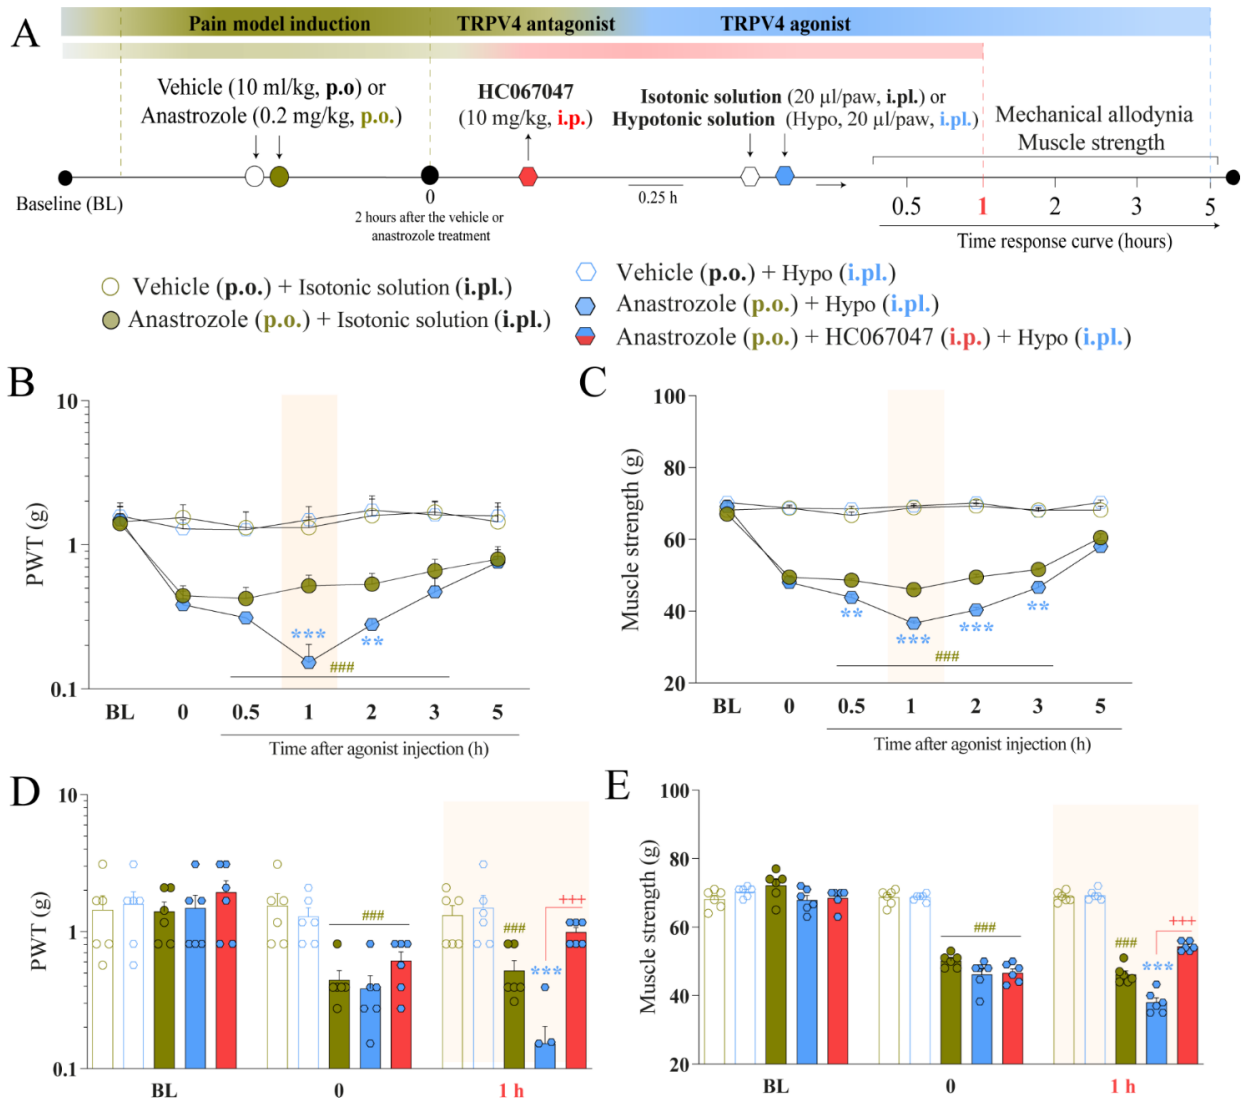 A
Pain model induction TRPV4 antagonist TRPV4 agonist
Vehicle (10 ml/kg, p.o) or
Anastrozole (0.2 mg/kg, p.o.)
HC067047
(10 mg/kg, i.p.)
Isotonic solution (20 µl/paw, i.pl.) or
Hypotonic solution (Hypo, 20 µl/paw, i.pl.)
Mechanical allodynia
Muscle strength
Baseline (BL)
0
2 hours after the vehicle or
anastrozole treatment
0.25 h
0.5 1 2 3 5
Time response curve (hours)
Vehicle (p.o.) + Isotonic solution (i.pl.)
Anastrozole (p.o.) + Isotonic solution (i.pl.)
Vehicle (p.o.) + Hypo (i.pl.)
Anastrozole (p.o.) + Hypo (i.pl.)
Anastrozole (p.o.) + HC067047 (i.p.) + Hypo (i.pl.)
B
PWT (g)
10
1
0.1
***
**
###
BL 0 0.5 1 2 3 5
Time after agonist injection (h)
C
Muscle strength (g)
100
80
60
40
20
**
***
***
**
###
BL 0 0.5 1 2 3 5
Time after agonist injection (h)
D
PWT (g)
10
1
0.1
###
###
***
+++
BL 0 1 h
E
Muscle strength (g)
100
80
60
40
20
###
###
***
+++
BL 0 1 h